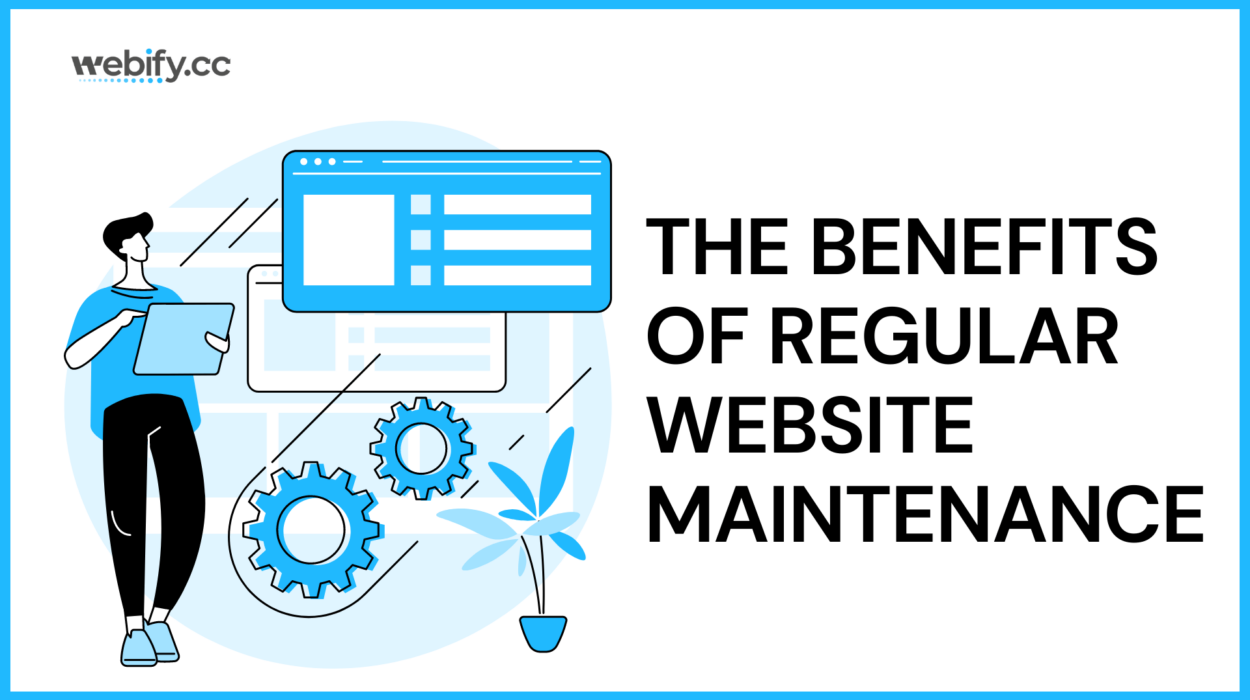 webify.cc
THE BENEFITS
OF REGULAR
WEBSITE
MAINTENANCE